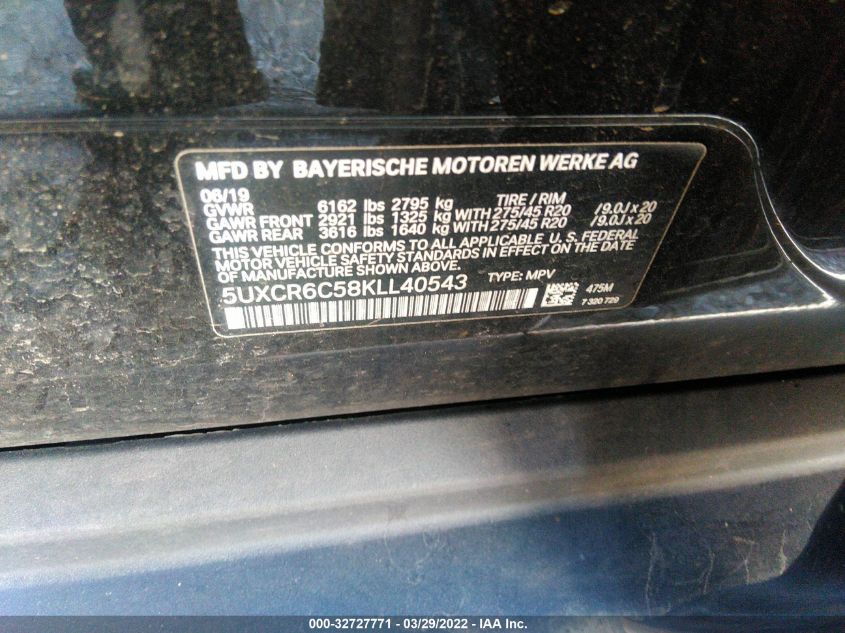 MFD BY BAYERISCHE MOTOREN WERKE AG
06/19 TIRE / RIM
GVWR 6162 lbs 2795 kg
GAWR FRONT 2921 lbs 1325 kg WITH 275/45 R20 /9.0J x 20
GAWR REAR 3616 lbs 1640 kg WITH 275/45 R20 /9.0J x 20
THIS VEHICLE CONFORMS TO ALL APPLICABLE U. S. FEDERAL
MOTOR VEHICLE SAFETY STANDARDS IN EFFECT ON THE DATE
OF MANUFACTURE SHOWN ABOVE.
5UXCR6C58KLL40543 TYPE: MPV
475M
7 320 729
000-32727771 - 03/29/2022 - IAA Inc.